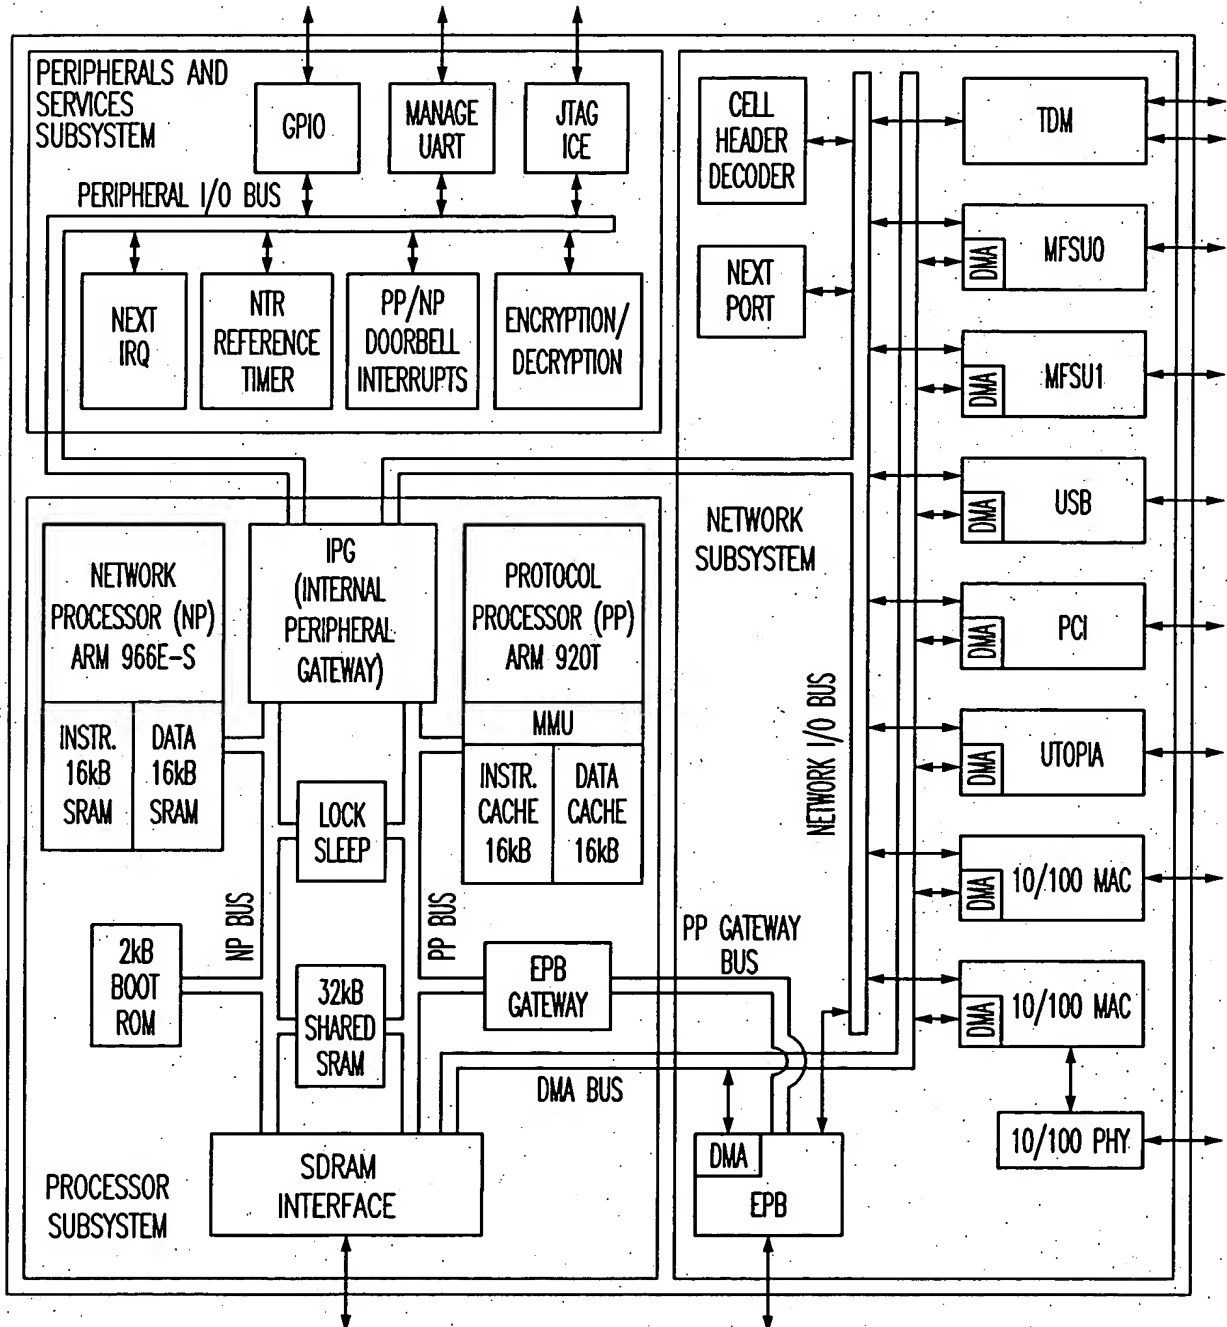 PERIPHERALS AND
SERVICES
SUBSYSTEM
GPIO
MANAGE
UART
JTAG
ICE
PERIPHERAL I/O BUS
NEXT
IRQ
NTR
REFERENCE
TIMER
PP/NP
DOORBELL
INTERRUPTS
ENCRYPTION/
DECRYPTION
CELL
HEADER
DECODER
NEXT
PORT
TDM
DMA
MFSU0
DMA
MFSU1
DMA
USB
DMA
PCI
DMA
UTOPIA
DMA
10/100 MAC
DMA
10/100 MAC
10/100 PHY
NETWORK
SUBSYSTEM
NETWORK I/O BUS
NETWORK
PROCESSOR (NP)
ARM 966E-S
INSTR.
16kB
SRAM
DATA
16kB
SRAM
IPG
(INTERNAL
PERIPHERAL
GATEWAY)
PROTOCOL
PROCESSOR (PP)
ARM 920T
MMU
INSTR.
CACHE
16kB
DATA
CACHE
16kB
LOCK
SLEEP
NP BUS
PP BUS
2kB
BOOT
ROM
32kB
SHARED
SRAM
EPB
GATEWAY
PP GATEWAY
BUS
DMA BUS
SDRAM
INTERFACE
PROCESSOR
SUBSYSTEM
DMA
EPB